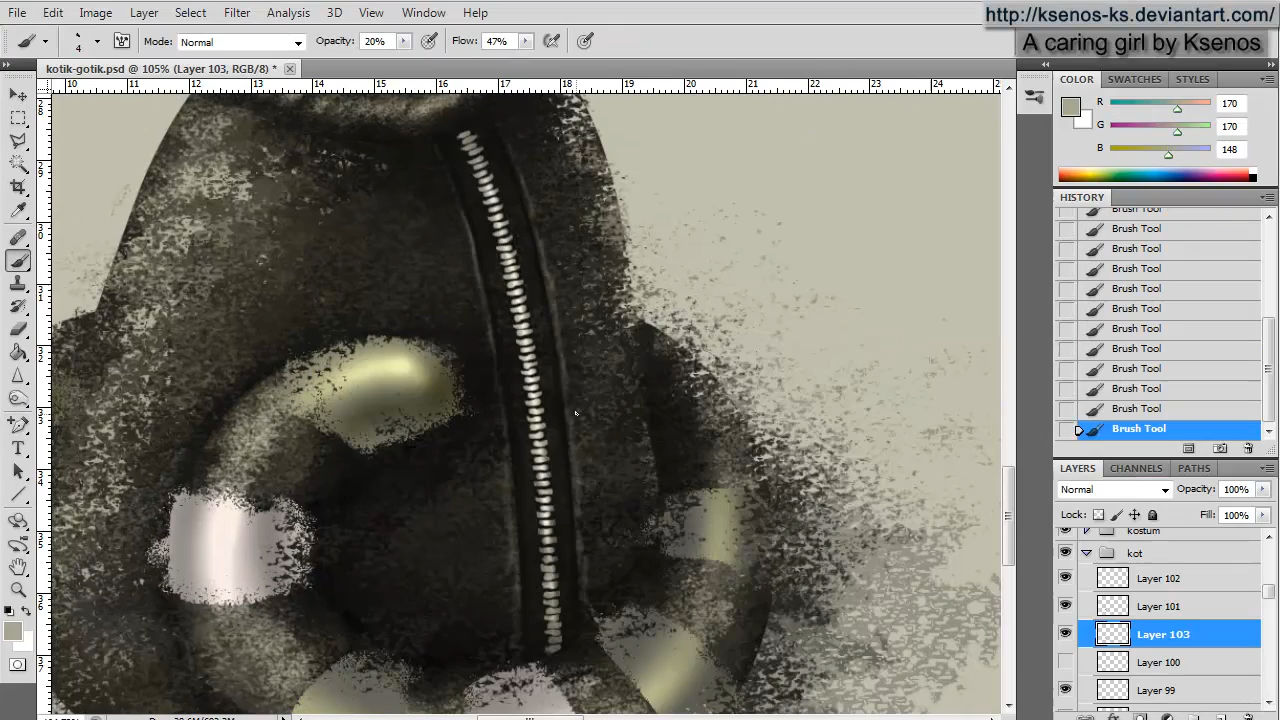 File Edit Image Layer Select Filter Analysis 3D View Window Help
http://ksenos-ks.deviantart.com/
A caring girl by Ksenos
4 Mode: Normal Opacity: 20% Flow: 47%
kotik-gotik.psd @ 105% (Layer 103, RGB/8) *
10 11 12 13 14 15 16 17 18 19 20 21 22 23 24
COLOR SWATCHES STYLES
R 170
G 170
B 148
HISTORY
Brush Tool
Brush Tool
Brush Tool
Brush Tool
Brush Tool
Brush Tool
Brush Tool
Brush Tool
Brush Tool
Brush Tool
Brush Tool
Brush Tool
LAYERS CHANNELS PATHS
Normal Opacity: 100%
Lock: Fill: 100%
kostum
kot
Layer 102
Layer 101
Layer 103
Layer 100
Layer 99